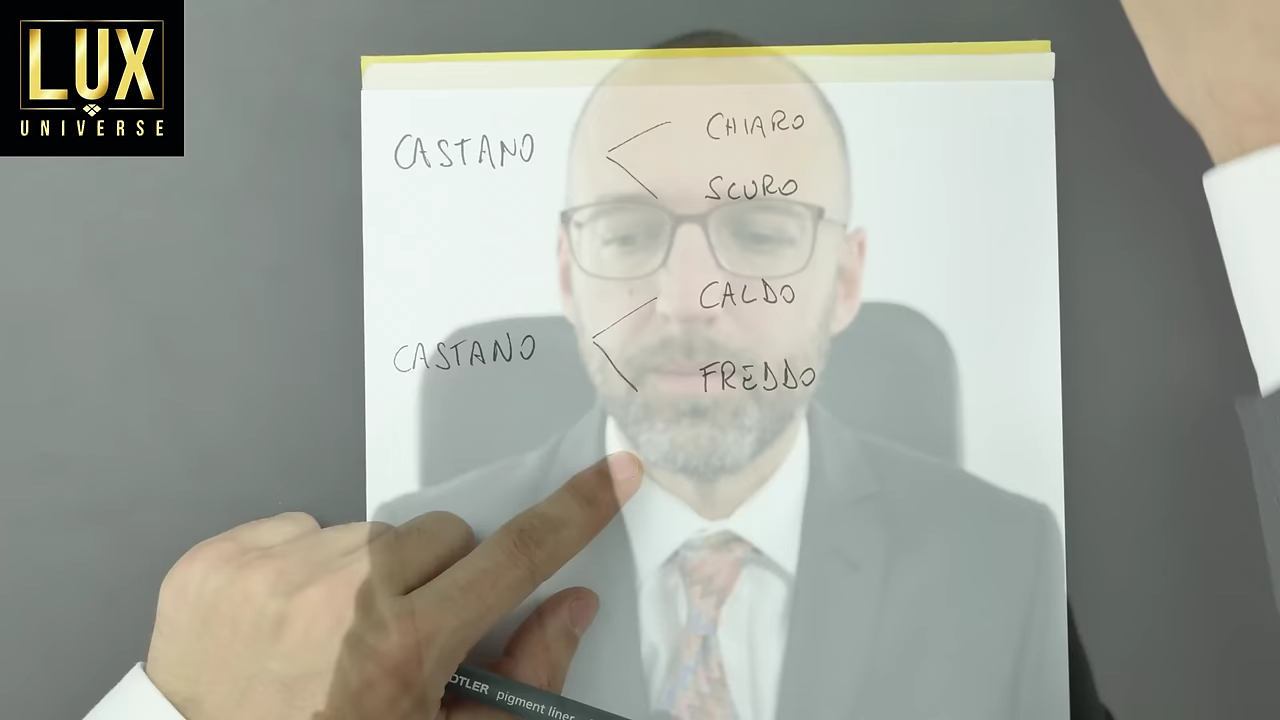 LUX
UNIVERSE
CASTANO
CHIARO
SCURO
CASTANO
CALDO
FREDDO
pigment liner